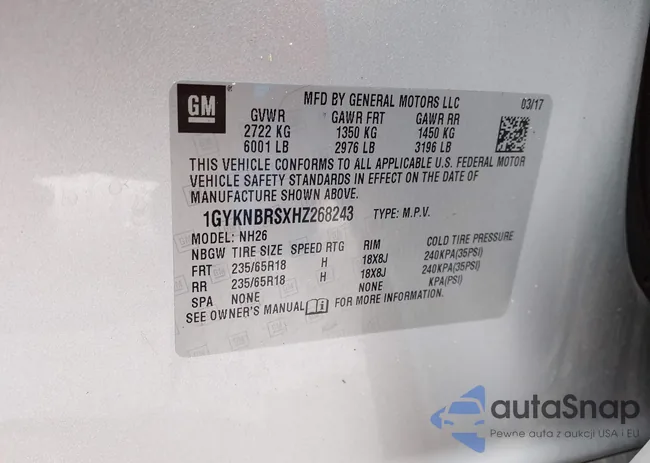 GM
MFD BY GENERAL MOTORS LLC 03/17
GVWR GAWR FRT GAWR RR
2722 KG 1350 KG 1450 KG
6001 LB 2976 LB 3196 LB
THIS VEHICLE CONFORMS TO ALL APPLICABLE U.S. FEDERAL MOTOR
VEHICLE SAFETY STANDARDS IN EFFECT ON THE DATE OF
MANUFACTURE SHOWN ABOVE.
1GYKNBRSXHZ268243 TYPE: M.P.V.
MODEL: NH26
NBGW TIRE SIZE SPEED RTG RIM COLD TIRE PRESSURE
FRT 235/65R18 H 18X8J 240KPA(35PSI)
RR 235/65R18 H 18X8J 240KPA(35PSI)
SPA NONE NONE KPA(PSI)
SEE OWNER'S MANUAL FOR MORE INFORMATION.
autaSnap
Pewne auta z aukcji USA i EU